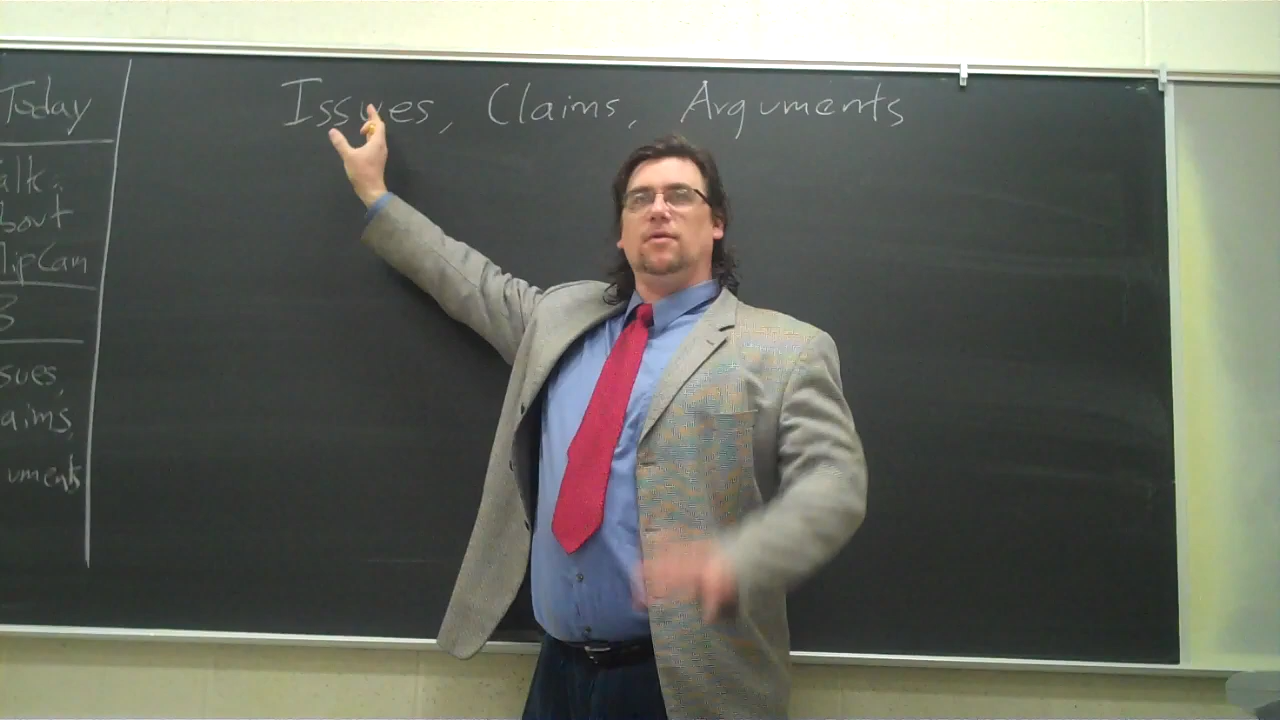 Today
alk:
bout
lipCam
3
sues,
aims,
uments
Issues, Claims, Arguments